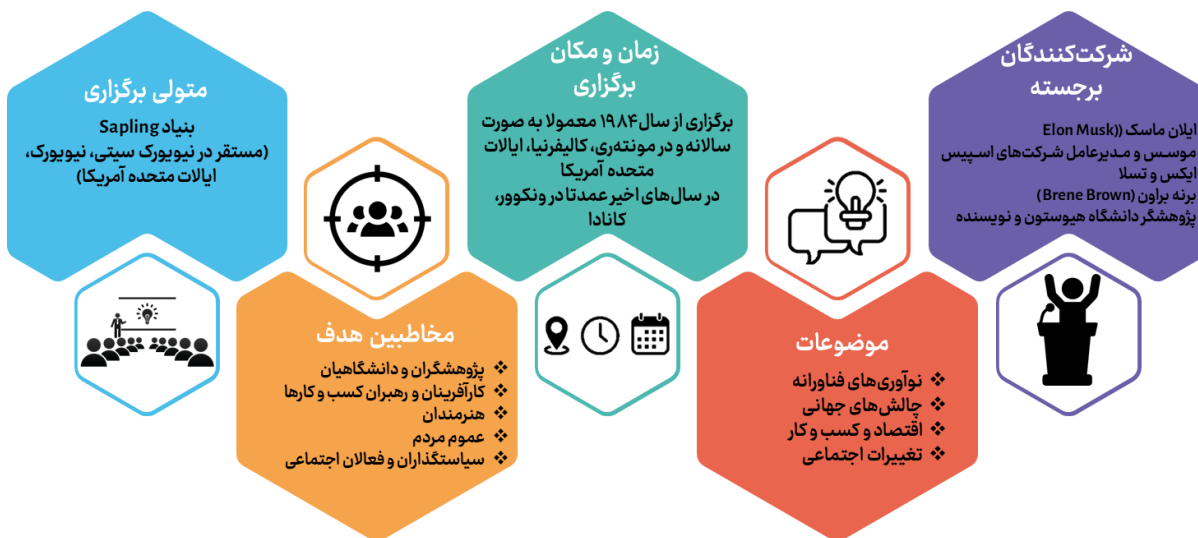 شرکت‌کنندگان
برجسته
ایلان ماسک ((Elon Musk
موسس و مدیرعامل شرکت‌های اسپیس
ایکس و تسلا
برنه براون (Brene Brown)
پژوهشگر دانشگاه هیوستون و نویسنده
موضوعات
❖ نوآوری‌های فناورانه
❖ چالش‌های جهانی
❖ اقتصاد و کسب و کار
❖ تغییرات اجتماعی
زمان و مکان
برگزاری
برگزاری از سال ۱۹۸۴ معمولا به صورت
سالانه و در مونته‌ری، کالیفرنیا، ایالات
متحده آمریکا
در سال‌های اخیر عمدتا در ونکوور،
کانادا
مخاطبین هدف
❖ پژوهشگران و دانشگاهیان
❖ کارآفرینان و رهبران کسب و کارها
❖ هنرمندان
❖ عموم مردم
❖ سیاستگذاران و فعالان اجتماعی
متولی برگزاری
بنیاد Sapling
(مستقر در نیویورک سیتی، نیویورک،
ایالات متحده آمریکا)